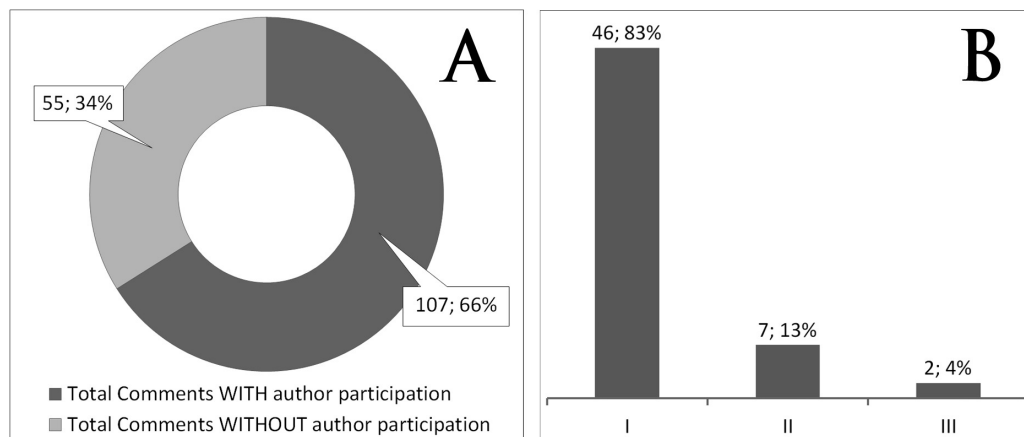 A
55; 34%
107; 66%
Total Comments WITH author participation
Total Comments WITHOUT author participation
B
46; 83%
7; 13%
2; 4%
I
II
III